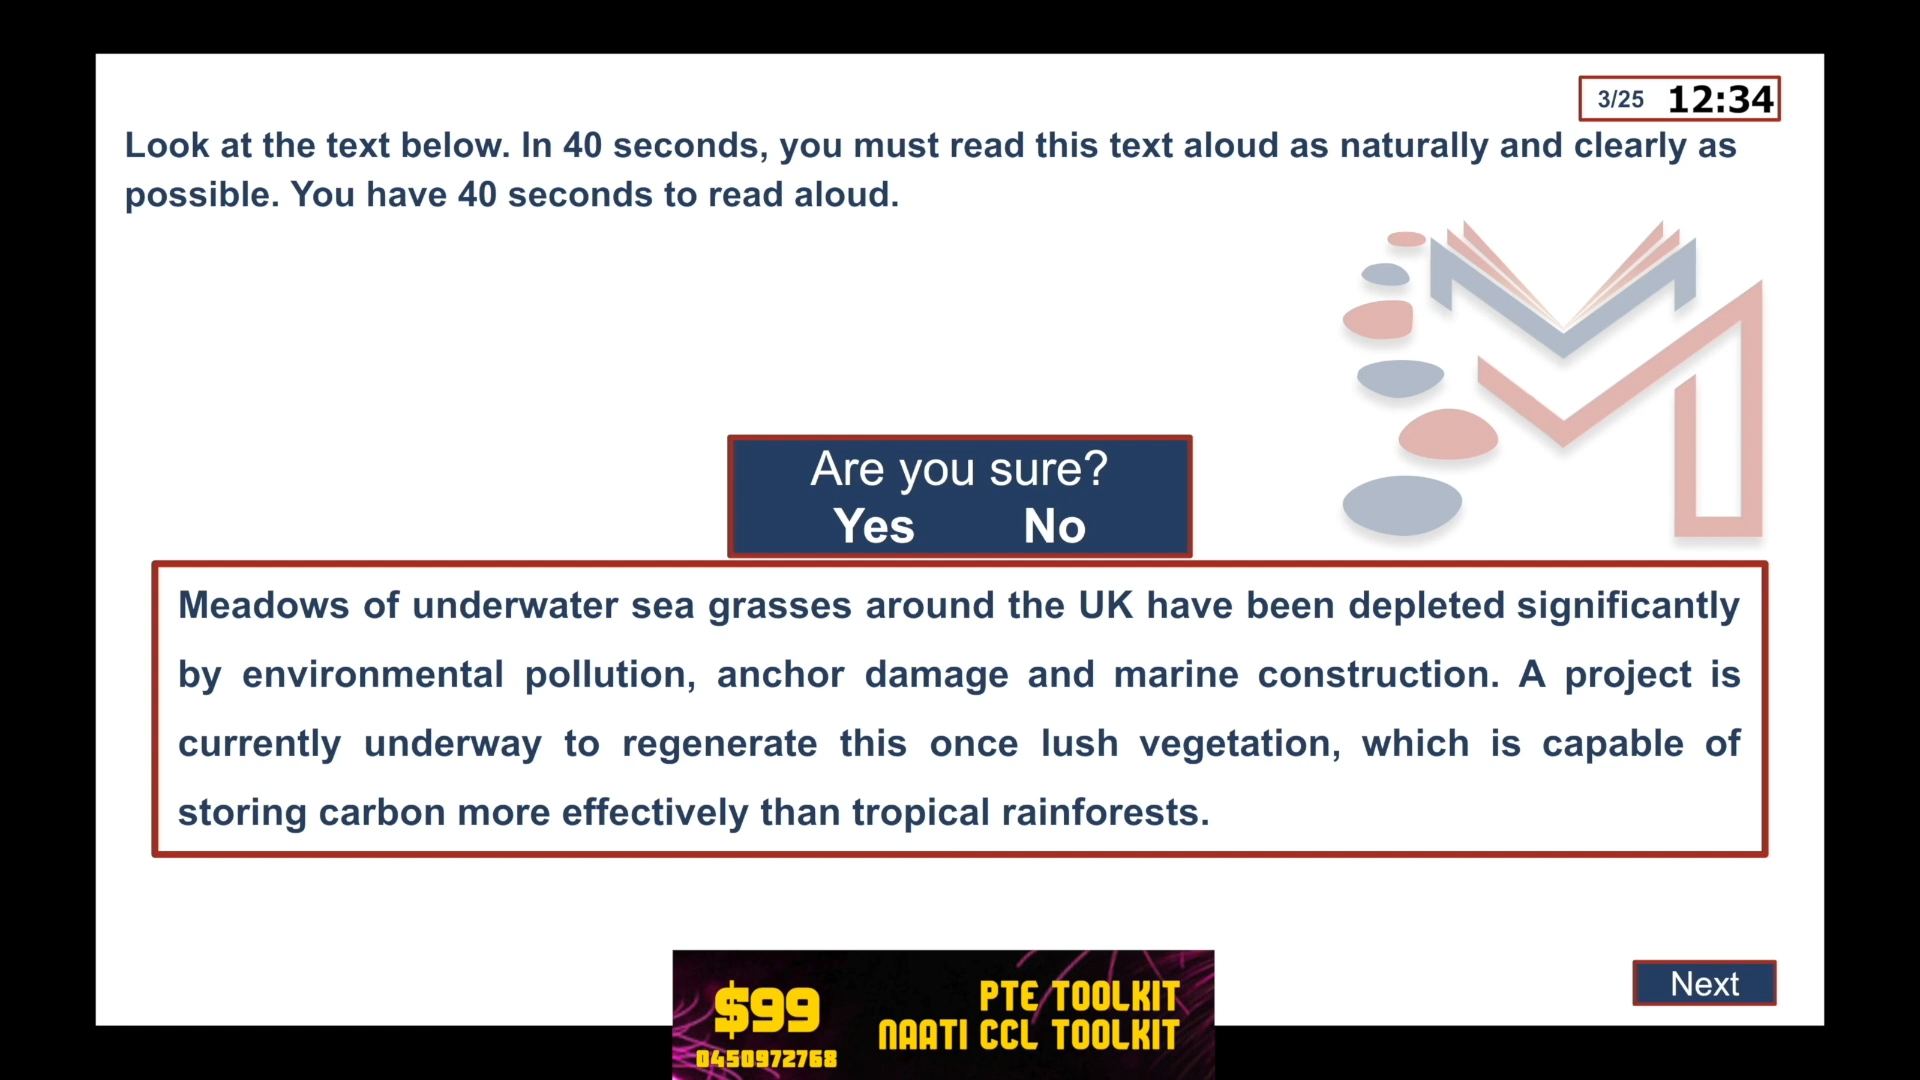 3/25 12:34
Look at the text below. In 40 seconds, you must read this text aloud as naturally and clearly as
possible. You have 40 seconds to read aloud.
Are you sure?
Yes No
Meadows of underwater sea grasses around the UK have been depleted significantly
by environmental pollution, anchor damage and marine construction. A project is
currently underway to regenerate this once lush vegetation, which is capable of
storing carbon more effectively than tropical rainforests.
Next
$99
0450972768
PTE TOOLKIT
NAATI CCL TOOLKIT